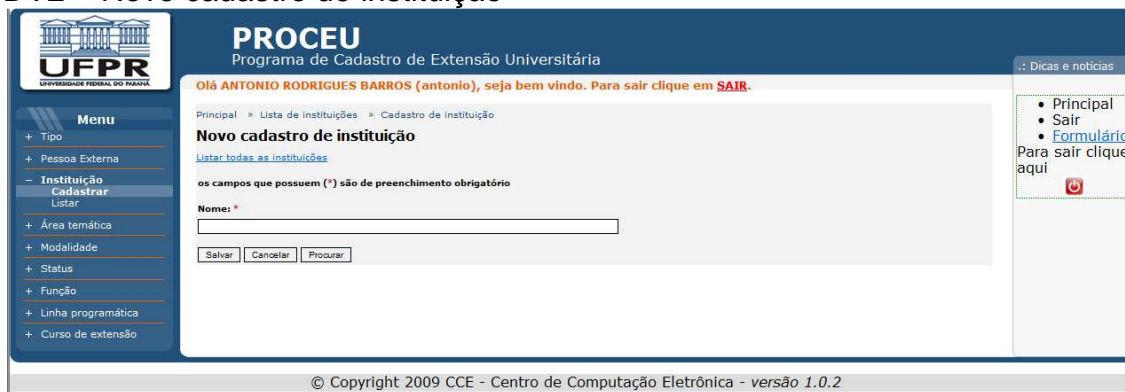 UFPR
UNIVERSIDADE FEDERAL DO PARANÁ
PROCEU
Programa de Cadastro de Extensão Universitária
.: Dicas e notícias
Olá ANTONIO RODRIGUES BARROS (antonio), seja bem vindo. Para sair clique em SAIR.
Menu
+ Tipo
+ Pessoa Externa
− Instituição
Cadastrar
Listar
+ Área temática
+ Modalidade
+ Status
+ Função
+ Linha programática
+ Curso de extensão
Principal » Lista de instituições » Cadastro de instituição
Novo cadastro de instituição
Listar todas as instituições
os campos que possuem (*) são de preenchimento obrigatório
Nome: *
Salvar Cancelar Procurar
• Principal
• Sair
• Formulário
Para sair clique
aqui
© Copyright 2009 CCE - Centro de Computação Eletrônica - versão 1.0.2